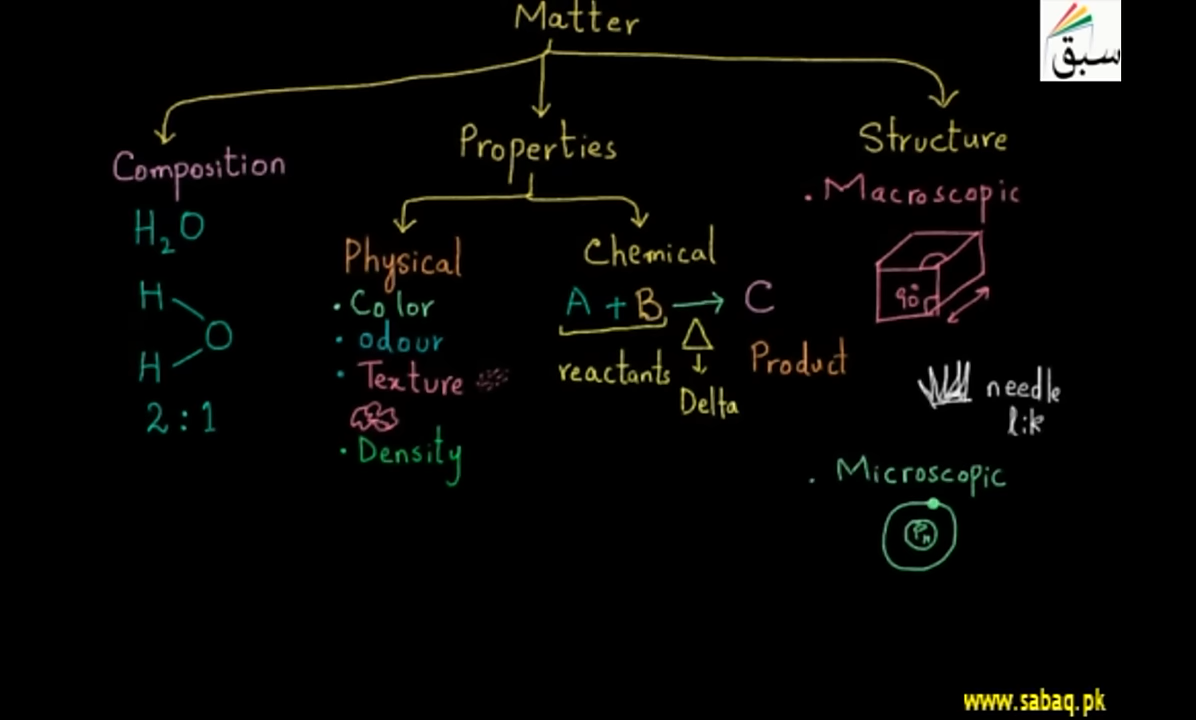 Matter
سبق
Composition
H₂O
H
O
H
2 : 1
Properties
Physical
. Color
. odour
. Texture
. Density
Chemical
A + B → C
Δ
↓
reactants
Delta
Product
Structure
. Macroscopic
90°
needle
lik
. Microscopic
P
n
www.sabaq.pk